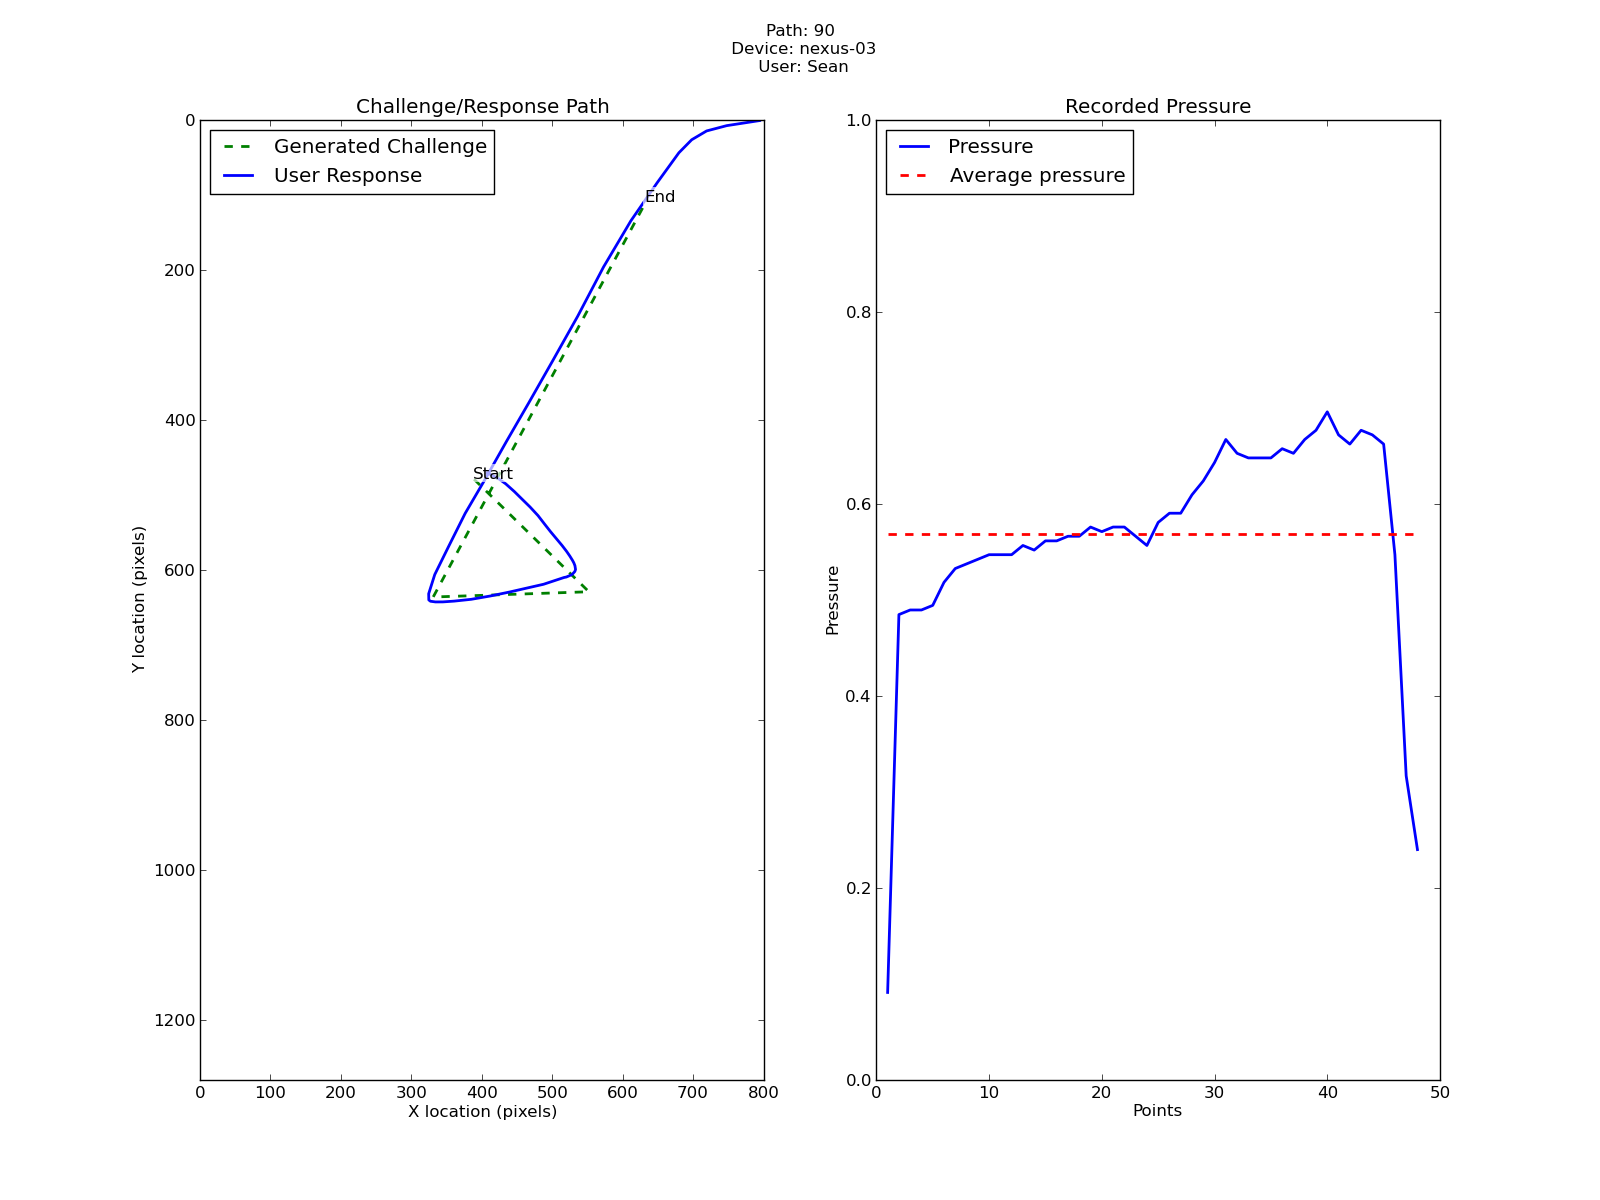 Path: 90
Device: nexus-03
User: Sean
Challenge/Response Path
Generated Challenge
User Response
End
Start
0
200
400
600
800
1000
1200
Y location (pixels)
0 100 200 300 400 500 600 700 800
X location (pixels)
Recorded Pressure
Pressure
Average pressure
1.0
0.8
0.6
0.4
0.2
0.0
Pressure
0 10 20 30 40 50
Points